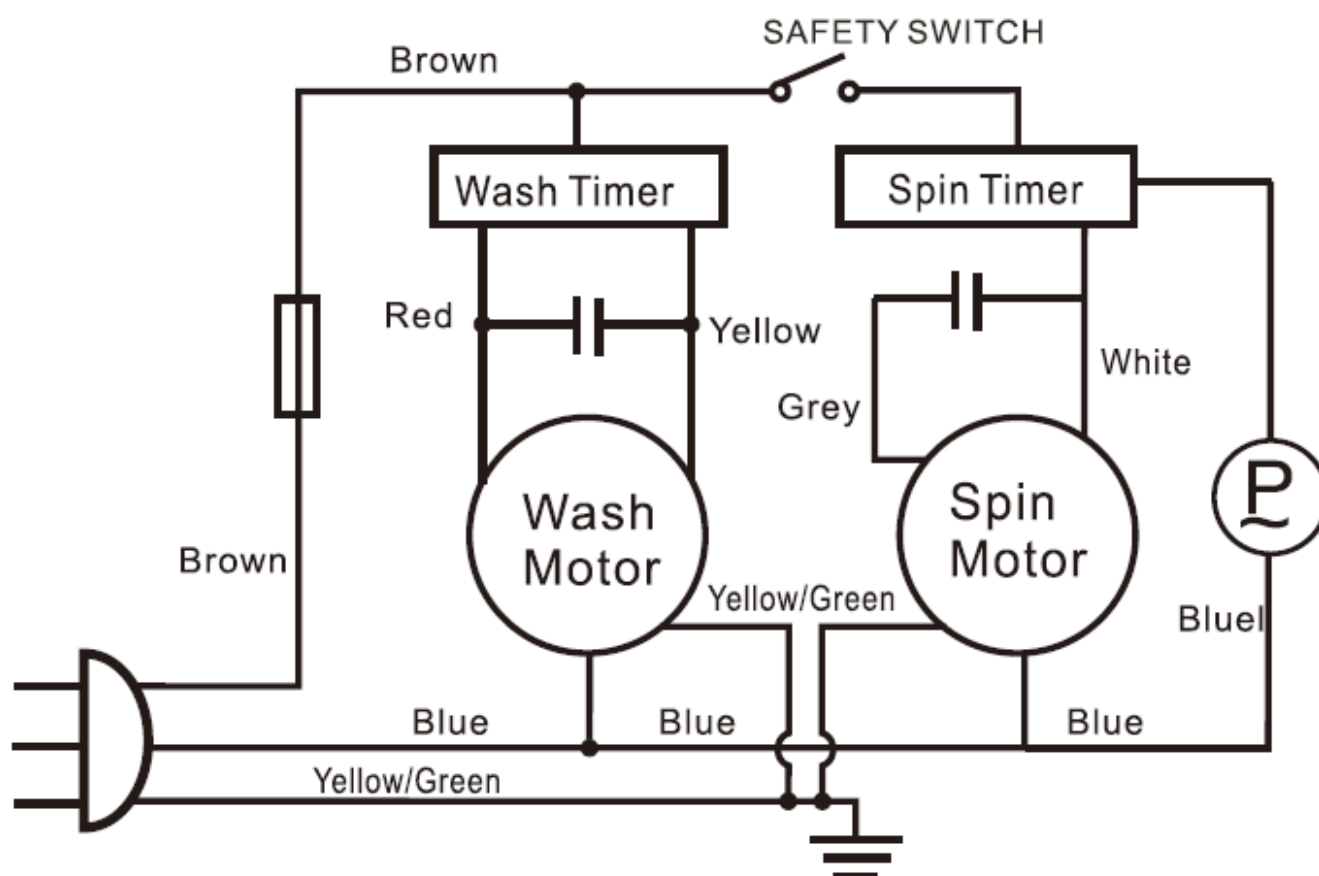 SAFETY SWITCH
Brown
Wash Timer
Spin Timer
Red
Yellow
White
Grey
Wash
Motor
Spin
Motor
P
~
Brown
Yellow/Green
Bluel
Blue
Blue
Blue
Yellow/Green